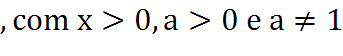 , com x > 0, a > 0 e a ≠ 1